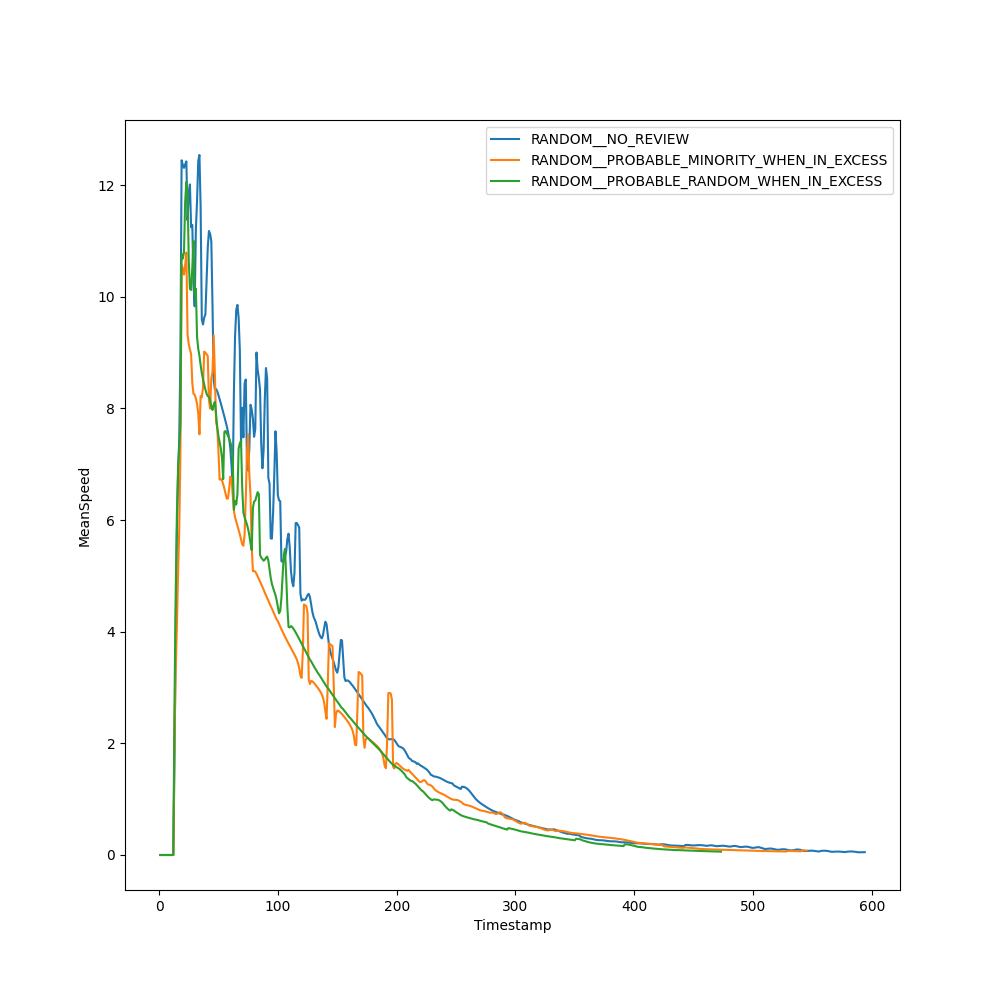 RANDOM__NO_REVIEW
RANDOM__PROBABLE_MINORITY_WHEN_IN_EXCESS
RANDOM__PROBABLE_RANDOM_WHEN_IN_EXCESS
12
10
8
6
4
2
0
MeanSpeed
0 100 200 300 400 500 600
Timestamp